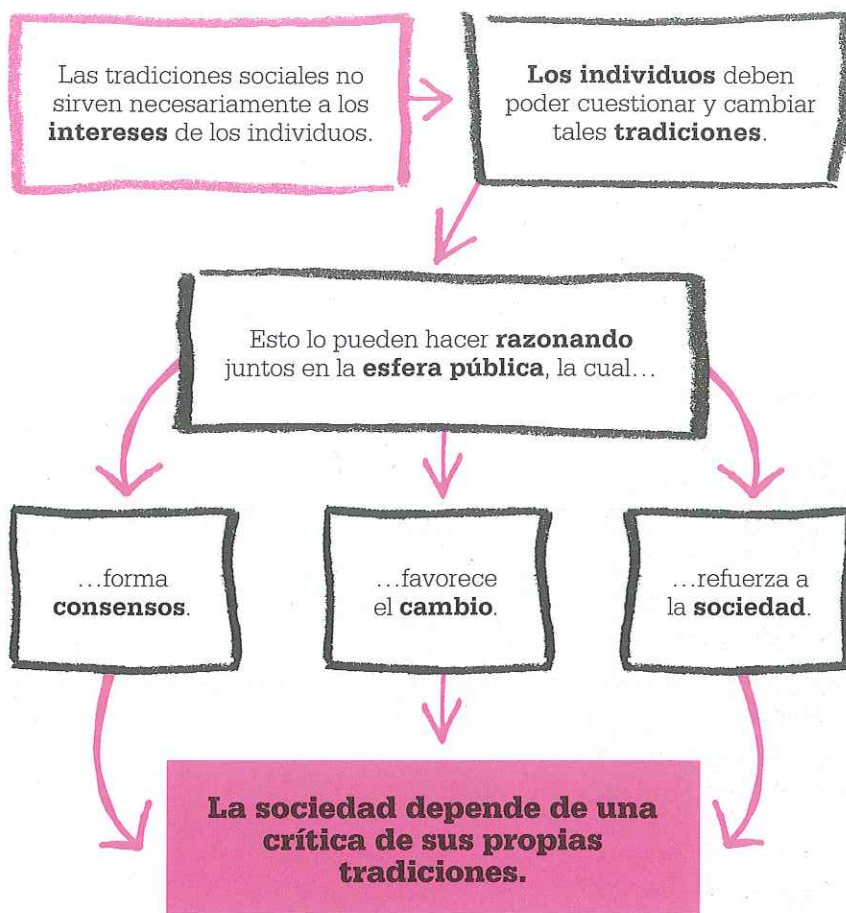 Las tradiciones sociales no
sirven necesariamente a los
intereses de los individuos.
Los individuos deben
poder cuestionar y cambiar
tales tradiciones.
Esto lo pueden hacer razonando
juntos en la esfera pública, la cual…
…forma
consensos.
…favorece
el cambio.
…refuerza a
la sociedad.
La sociedad depende de una
crítica de sus propias
tradiciones.